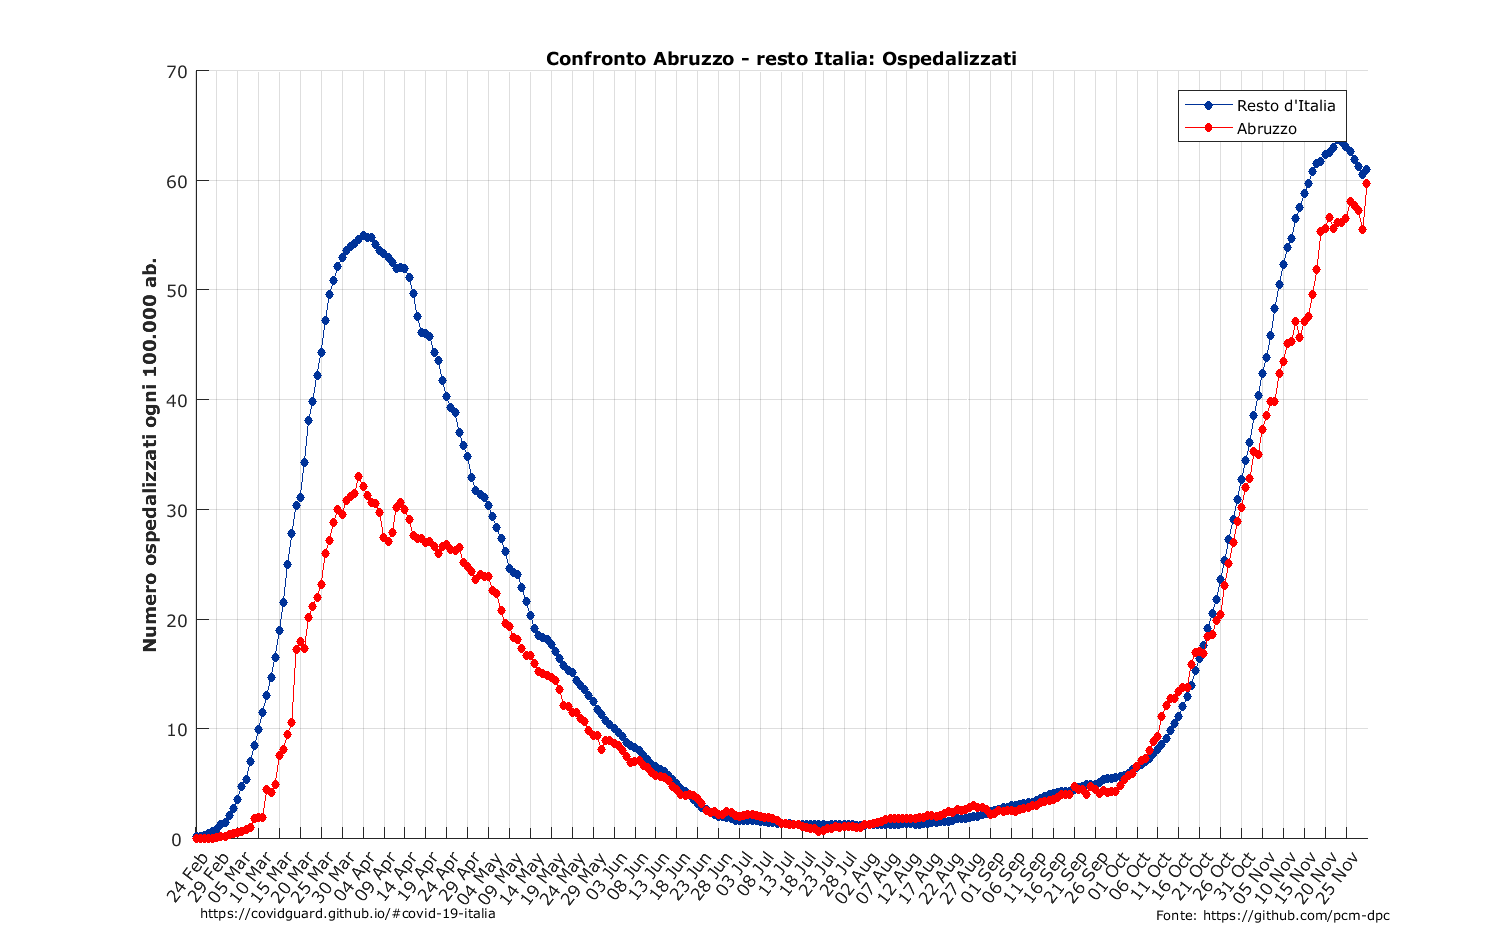 Confronto Abruzzo - resto Italia: Ospedalizzati
Resto d'Italia
Abruzzo
Numero ospedalizzati ogni 100.000 ab.
70
60
50
40
30
20
10
0
24 Feb
29 Feb
05 Mar
10 Mar
15 Mar
20 Mar
25 Mar
30 Mar
04 Apr
09 Apr
14 Apr
19 Apr
24 Apr
29 Apr
04 May
09 May
14 May
19 May
24 May
29 May
03 Jun
08 Jun
13 Jun
18 Jun
23 Jun
28 Jun
03 Jul
08 Jul
13 Jul
18 Jul
23 Jul
28 Jul
02 Aug
07 Aug
12 Aug
17 Aug
22 Aug
27 Aug
01 Sep
06 Sep
11 Sep
16 Sep
21 Sep
26 Sep
01 Oct
06 Oct
11 Oct
16 Oct
21 Oct
26 Oct
31 Oct
05 Nov
10 Nov
15 Nov
20 Nov
25 Nov
https://covidguard.github.io/#covid-19-italia
Fonte: https://github.com/pcm-dpc